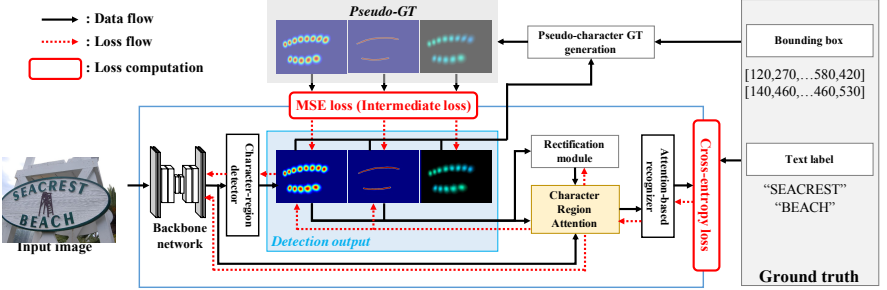 Pseudo-GT
: Data flow
: Loss flow
: Loss computation
Pseudo-character GT
generation
Bounding box
[120,270,…580,420]
[140,460,…460,530]
MSE loss (Intermediate loss)
Character-region
detector
Rectification
module
Attention-based
recognizer
Cross-entropy loss
Text label
“SEACREST”
“BEACH”
SEACREST
BEACH
Input image
Backbone
network
Character
Region
Attention
Detection output
Ground truth